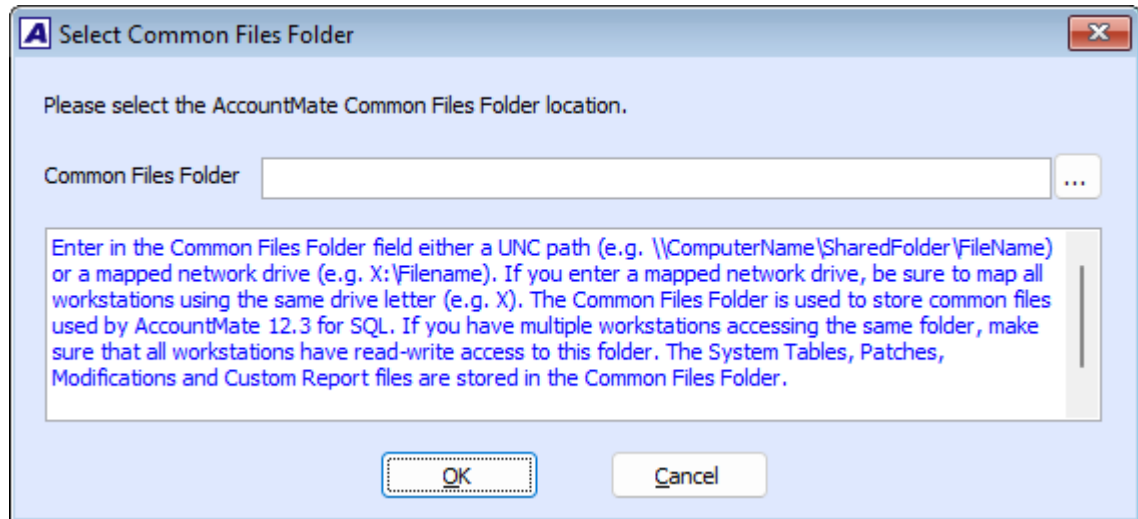 A Select Common Files Folder
Please select the AccountMate Common Files Folder location.
Common Files Folder
...
Enter in the Common Files Folder field either a UNC path (e.g. \\ComputerName\SharedFolder\FileName)
or a mapped network drive (e.g. X:\Filename). If you enter a mapped network drive, be sure to map all
workstations using the same drive letter (e.g. X). The Common Files Folder is used to store common files
used by AccountMate 12.3 for SQL. If you have multiple workstations accessing the same folder, make
sure that all workstations have read-write access to this folder. The System Tables, Patches,
Modifications and Custom Report files are stored in the Common Files Folder.
OK
Cancel